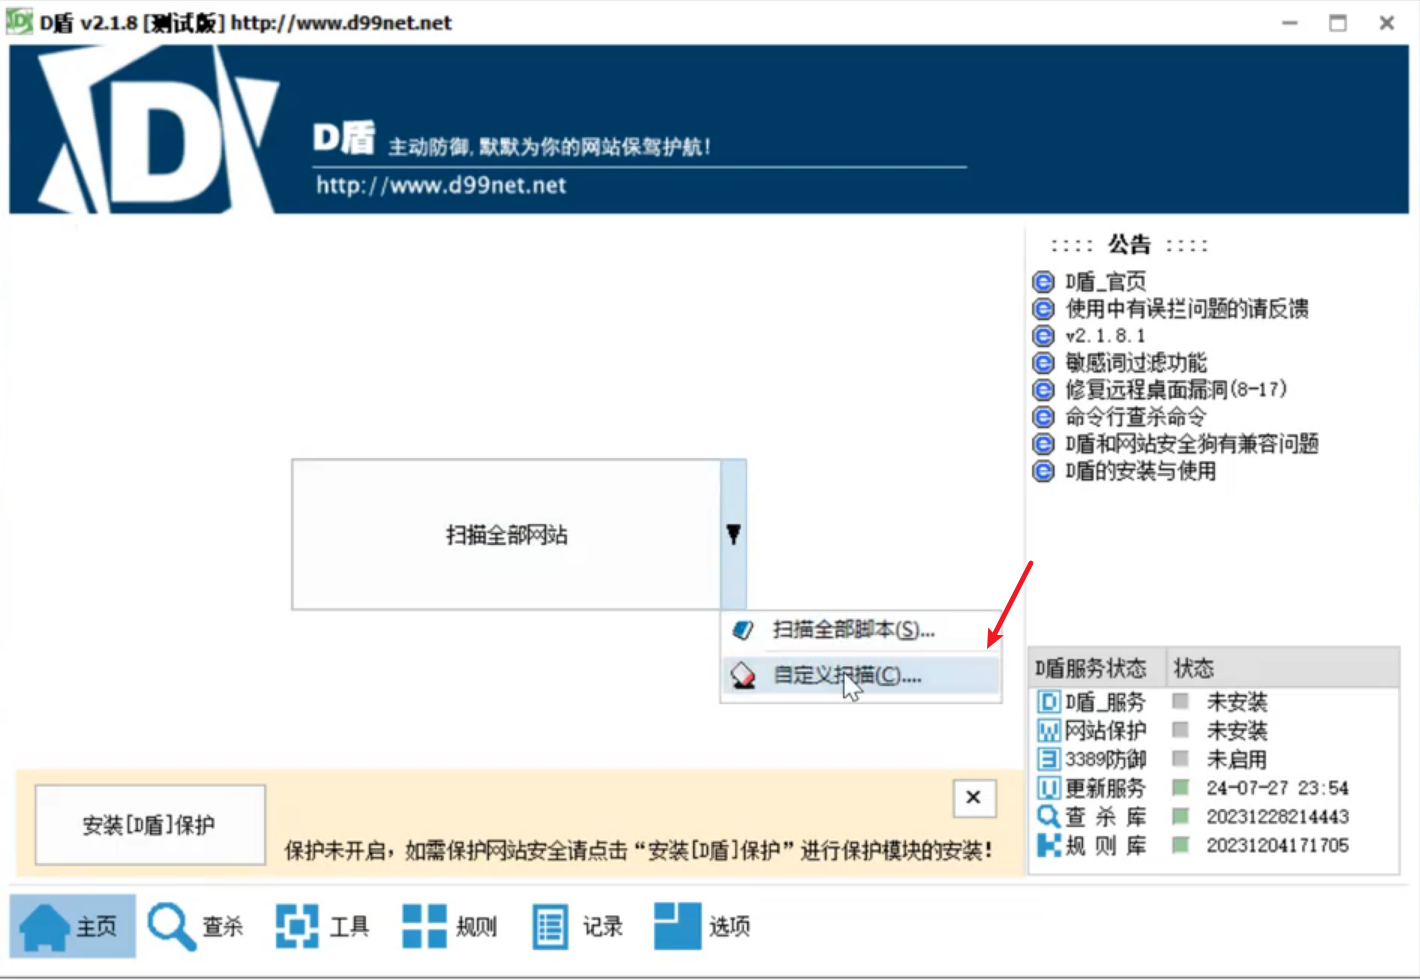 D盾 v2.1.8 [测试版] http://www.d99net.net
D盾 主动防御,默默为你的网站保驾护航!
http://www.d99net.net
:::: 公告 ::::
D盾_官页
使用中有误拦问题的请反馈
v2.1.8.1
敏感词过滤功能
修复远程桌面漏洞(8-17)
命令行查杀命令
D盾和网站安全狗有兼容问题
D盾的安装与使用
扫描全部网站
扫描全部脚本(S)...
自定义扫描(C)....
D盾服务状态 状态
D盾_服务 未安装
网站保护 未安装
3389防御 未启用
更新服务 24-07-27 23:54
查 杀 库 20231228214443
规 则 库 20231204171705
安装[D盾]保护
保护未开启，如需保护网站安全请点击“安装[D盾]保护”进行保护模块的安装!
主页 查杀 工具 规则 记录 选项